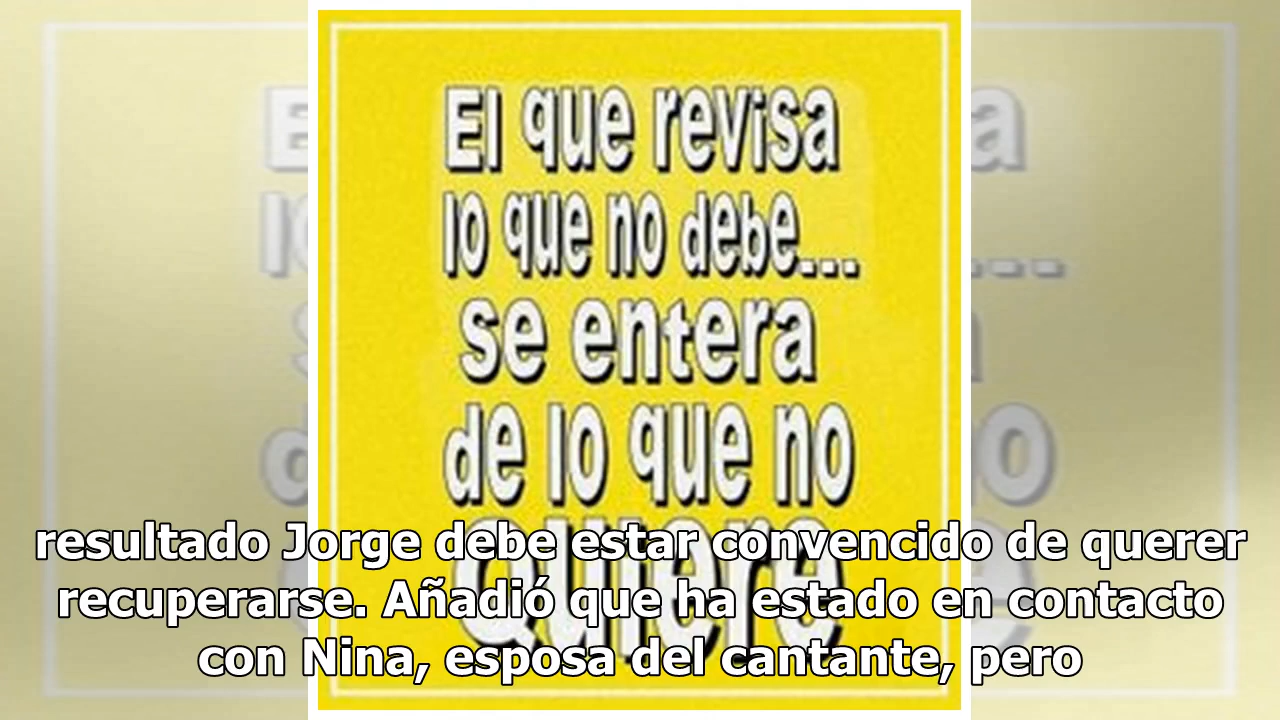 El que revisa
lo que no debe...
se entera
de lo que no
quiere
resultado Jorge debe estar convencido de querer
recuperarse. Añadió que ha estado en contacto
con Nina, esposa del cantante, pero